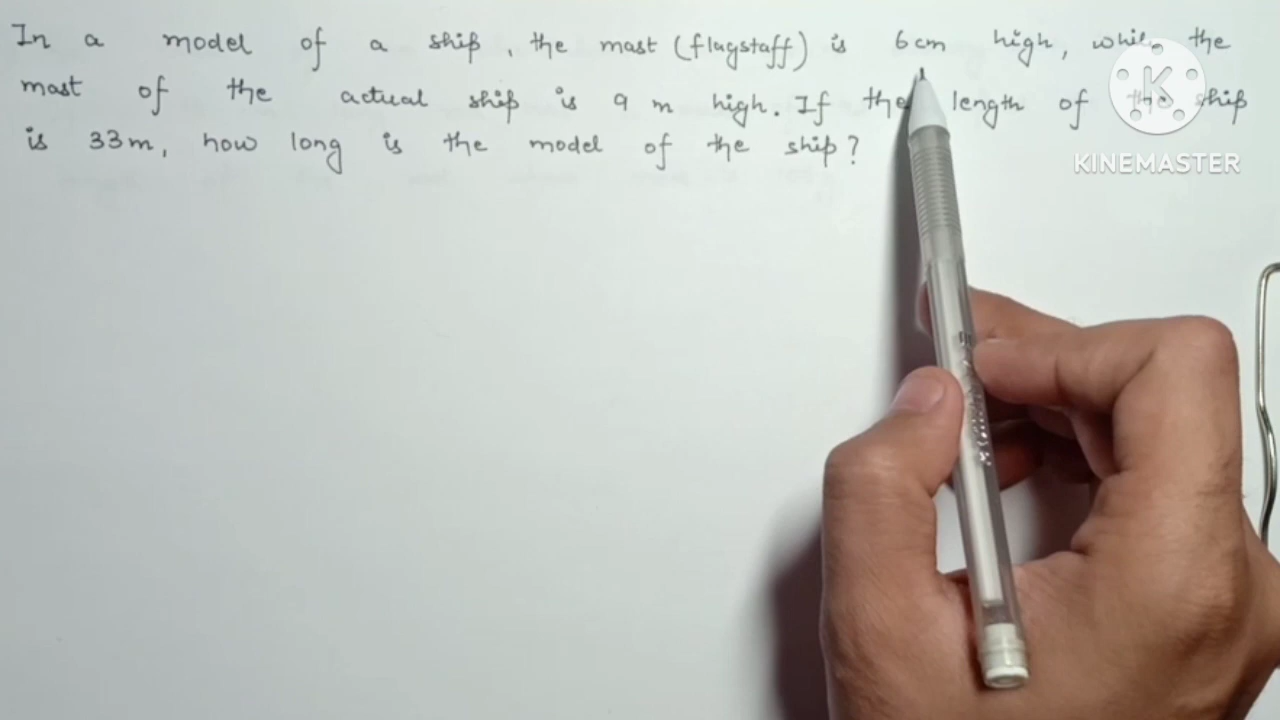 In a model of a ship, the mast (flagstaff) is 6 cm high, while the
mast of the actual ship is 9 m high. If the length of the ship
is 33 m, how long is the model of the ship?
K
KINEMASTER